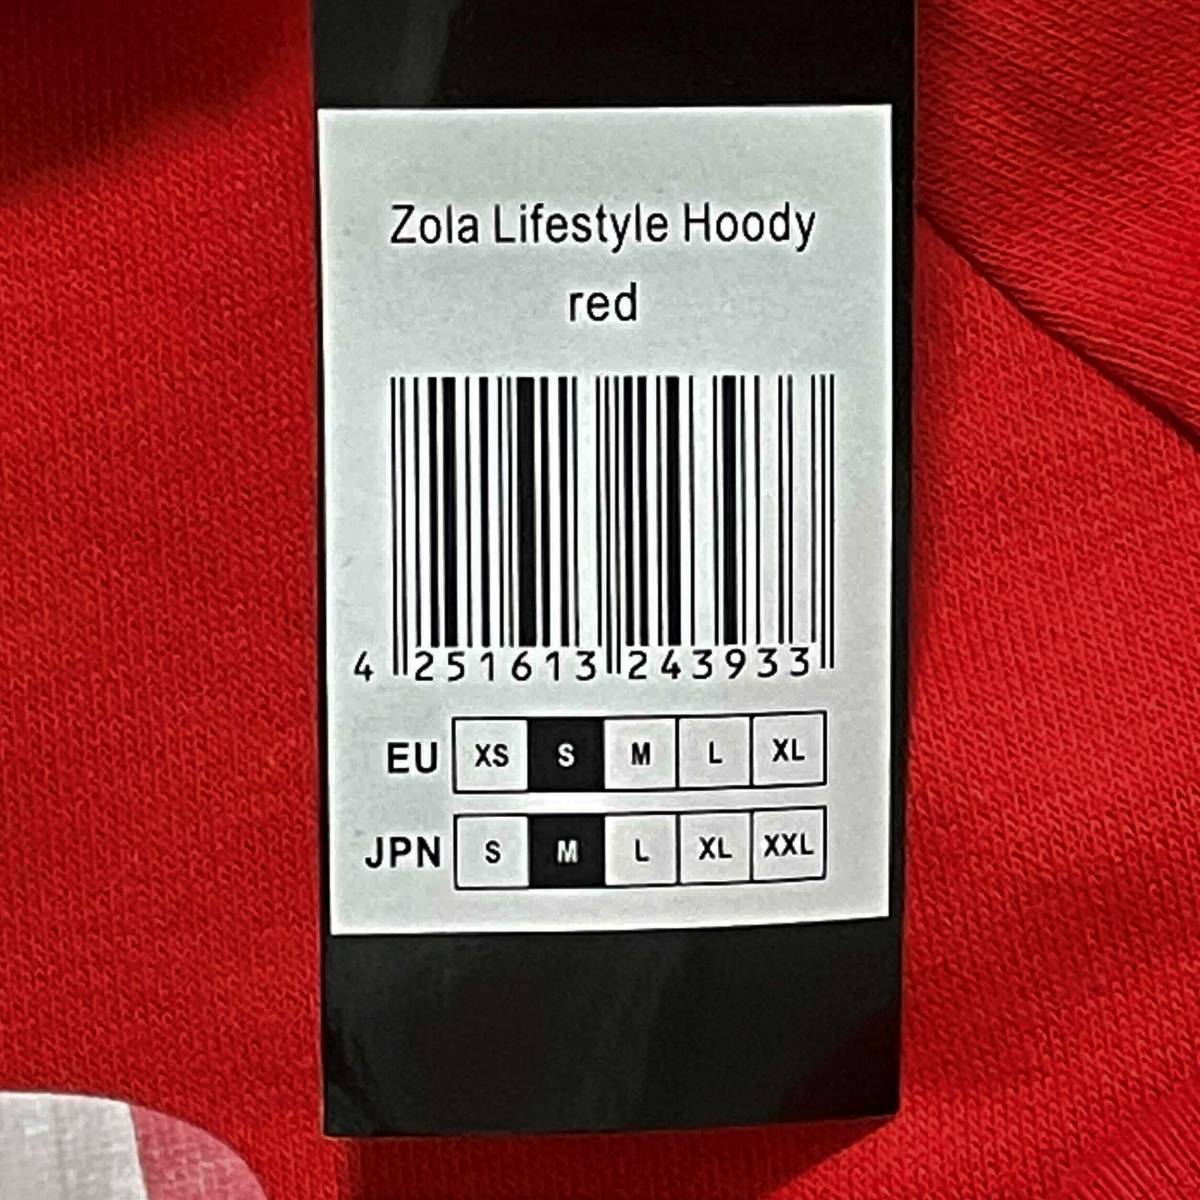 Zola Lifestyle Hoody
red
4 251613 243933
EU XS S M L XL
JPN S M L XL XXL